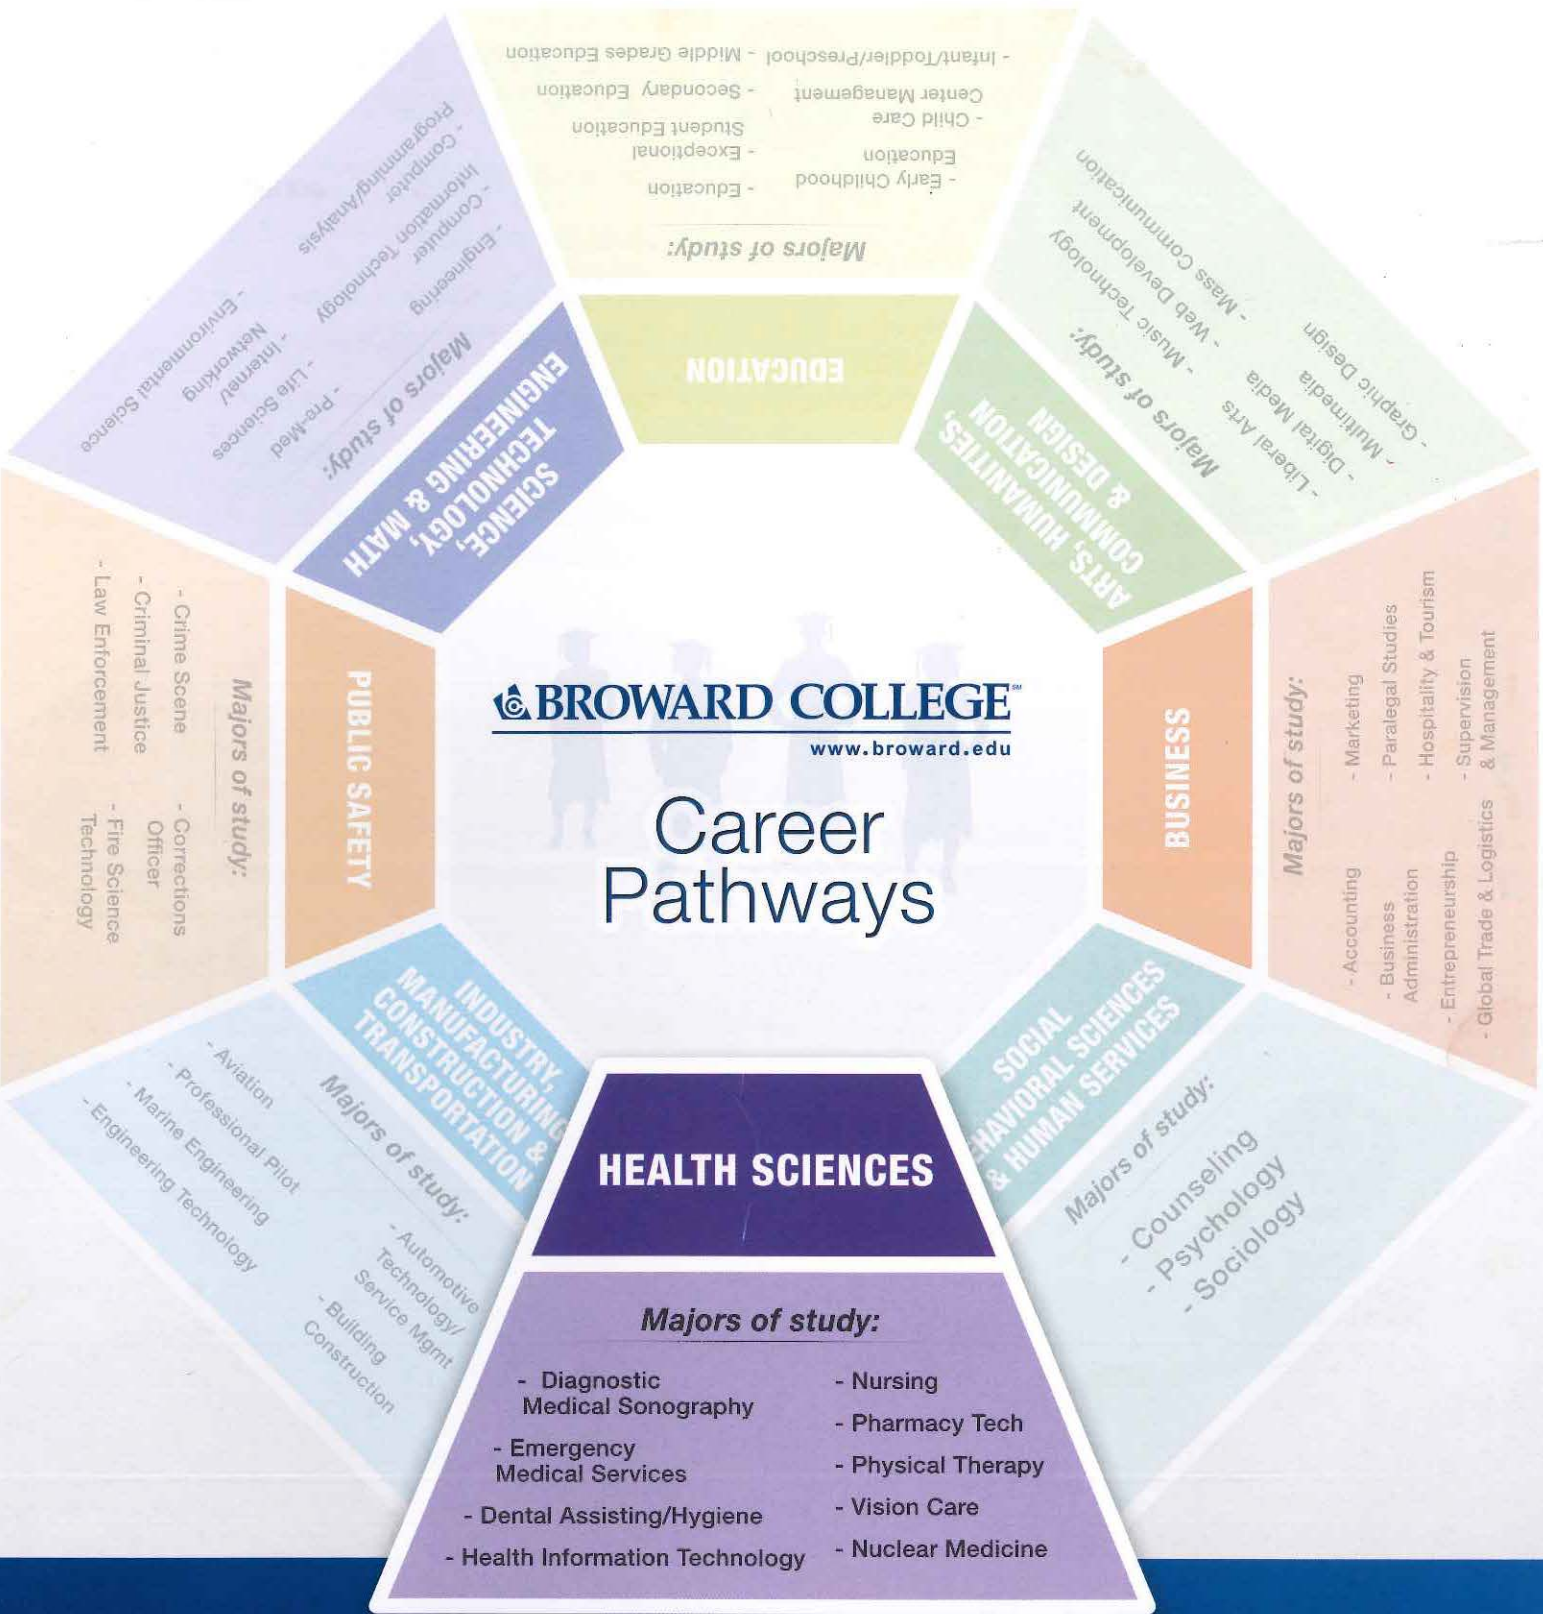 BROWARD COLLEGE℠
www.broward.edu
Career
Pathways
HEALTH SCIENCES
Majors of study:
- Diagnostic
Medical Sonography
- Emergency
Medical Services
- Dental Assisting/Hygiene
- Health Information Technology
- Nursing
- Pharmacy Tech
- Physical Therapy
- Vision Care
- Nuclear Medicine
INDUSTRY,
MANUFACTURING,
CONSTRUCTION &
TRANSPORTATION
Majors of study:
- Aviation
- Professional Pilot
- Marine Engineering
- Engineering Technology
- Automotive
Technology/
Service Mgmt
- Building
Construction
PUBLIC SAFETY
Majors of study:
- Crime Scene
- Criminal Justice
- Law Enforcement
- Corrections
Officer
- Fire Science
Technology
SCIENCE,
TECHNOLOGY,
ENGINEERING & MATH
Majors of study:
- Pre-Med
- Life Sciences
- Internet/
Networking
- Environmental Science
- Engineering
- Computer
Information Technology
- Computer
Programming/Analysis
EDUCATION
Majors of study:
- Early Childhood
Education
- Child Care
Center Management
- Infant/Toddler/Preschool
- Education
- Exceptional
Student Education
- Secondary Education
- Middle Grades Education
ARTS, HUMANITIES,
COMMUNICATION
& DESIGN
Majors of study:
- Liberal Arts
- Digital Media
- Multimedia
- Graphic Design
- Music Technology
- Web Development
- Mass Communication
BUSINESS
Majors of study:
- Accounting
- Business
Administration
- Entrepreneurship
- Global Trade & Logistics
- Marketing
- Paralegal Studies
- Hospitality & Tourism
- Supervision
& Management
SOCIAL
EHAVIORAL SCIENCES
& HUMAN SERVICES
Majors of study:
- Counseling
- Psychology
- Sociology